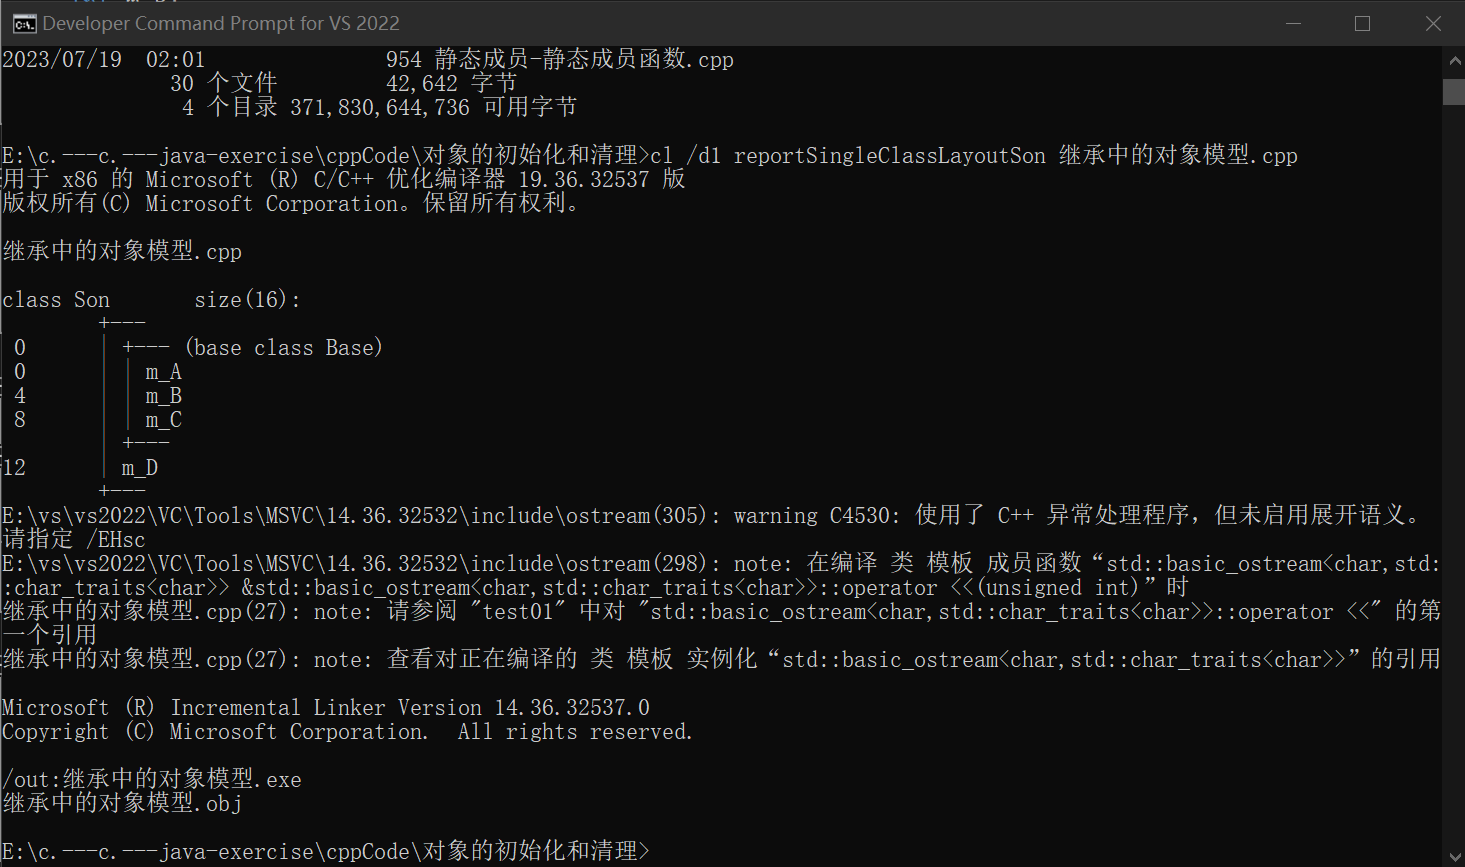 Developer Command Prompt for VS 2022
2023/07/19  02:01               954 静态成员-静态成员函数.cpp
              30 个文件         42,642 字节
               4 个目录 371,830,644,736 可用字节
E:\c.---c.---java-exercise\cppCode\对象的初始化和清理>cl /d1 reportSingleClassLayoutSon 继承中的对象模型.cpp
用于 x86 的 Microsoft (R) C/C++ 优化编译器 19.36.32537 版
版权所有(C) Microsoft Corporation。保留所有权利。
继承中的对象模型.cpp
class Son       size(16):
        +---
 0      | +--- (base class Base)
 0      | | m_A
 4      | | m_B
 8      | | m_C
        | +---
12      | m_D
        +---
E:\vs\vs2022\VC\Tools\MSVC\14.36.32532\include\ostream(305): warning C4530: 使用了 C++ 异常处理程序，但未启用展开语义。
请指定 /EHsc
E:\vs\vs2022\VC\Tools\MSVC\14.36.32532\include\ostream(298): note: 在编译 类 模板 成员函数“std::basic_ostream<char,std:
:char_traits<char>> &std::basic_ostream<char,std::char_traits<char>>::operator <<(unsigned int)”时
继承中的对象模型.cpp(27): note: 请参阅 "test01" 中对 "std::basic_ostream<char,std::char_traits<char>>::operator <<" 的第
一个引用
继承中的对象模型.cpp(27): note: 查看对正在编译的 类 模板 实例化“std::basic_ostream<char,std::char_traits<char>>”的引用
Microsoft (R) Incremental Linker Version 14.36.32537.0
Copyright (C) Microsoft Corporation.  All rights reserved.
/out:继承中的对象模型.exe
继承中的对象模型.obj
E:\c.---c.---java-exercise\cppCode\对象的初始化和清理>